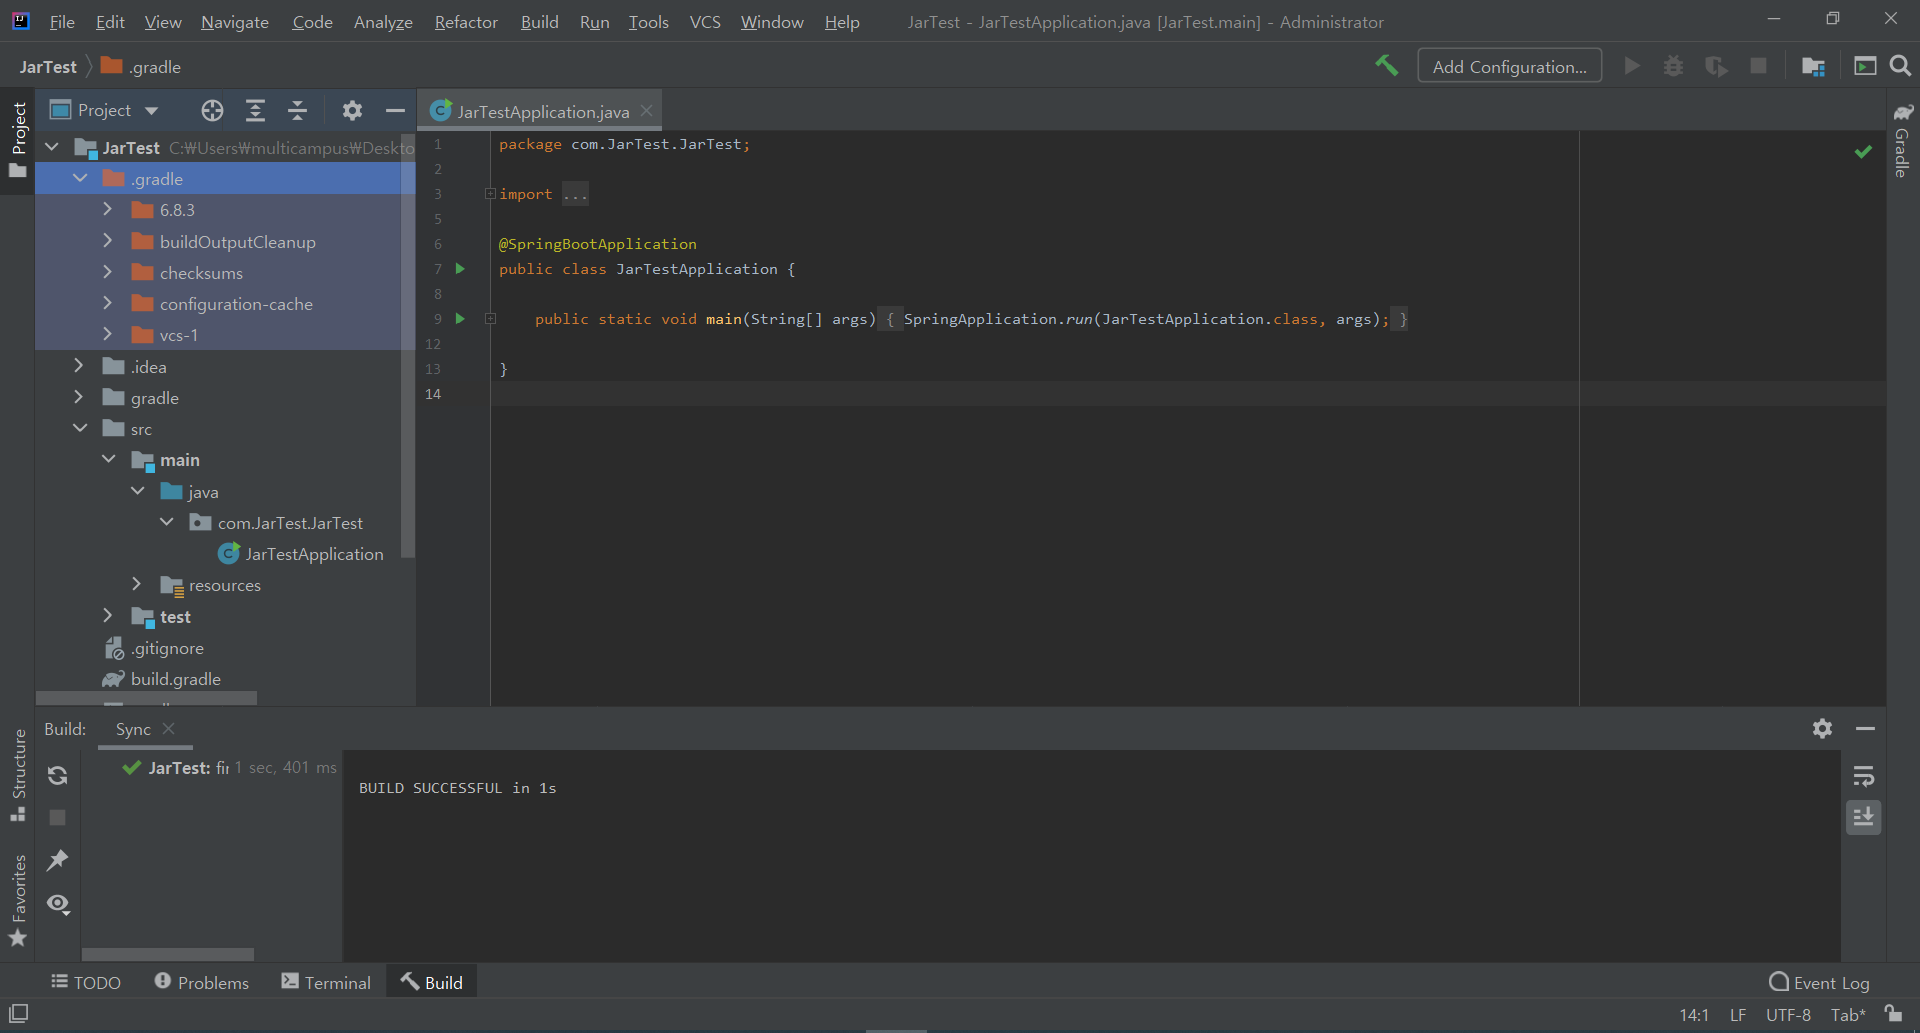 File Edit View Navigate Code Analyze Refactor Build Run Tools VCS Window Help JarTest - JarTestApplication.java [JarTest.main] - Administrator
JarTest .gradle
Add Configuration...
Project
JarTestApplication.java
JarTest C:₩Users₩multicampus₩Deskto
.gradle
6.8.3
buildOutputCleanup
checksums
configuration-cache
vcs-1
.idea
gradle
src
main
java
com.JarTest.JarTest
JarTestApplication
resources
test
.gitignore
build.gradle
1 package com.JarTest.JarTest;
2
3 import ...
5
6 @SpringBootApplication
7 public class JarTestApplication {
8
9 public static void main(String[] args) { SpringApplication.run(JarTestApplication.class, args); }
12
13 }
14
Project
Structure
Favorites
Gradle
Build: Sync
JarTest: fir 1 sec, 401 ms
BUILD SUCCESSFUL in 1s
TODO Problems Terminal Build Event Log
14:1 LF UTF-8 Tab*